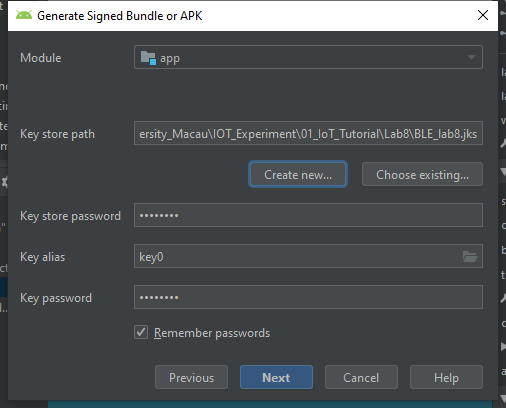 Generate Signed Bundle or APK
Module
app
Key store path
ersity_Macau\IOT_Experiment\01_IoT_Tutorial\Lab8\BLE_lab8.jks
Create new...
Choose existing...
Key store password
••••••••
Key alias
key0
Key password
••••••••
Remember passwords
Previous
Next
Cancel
Help